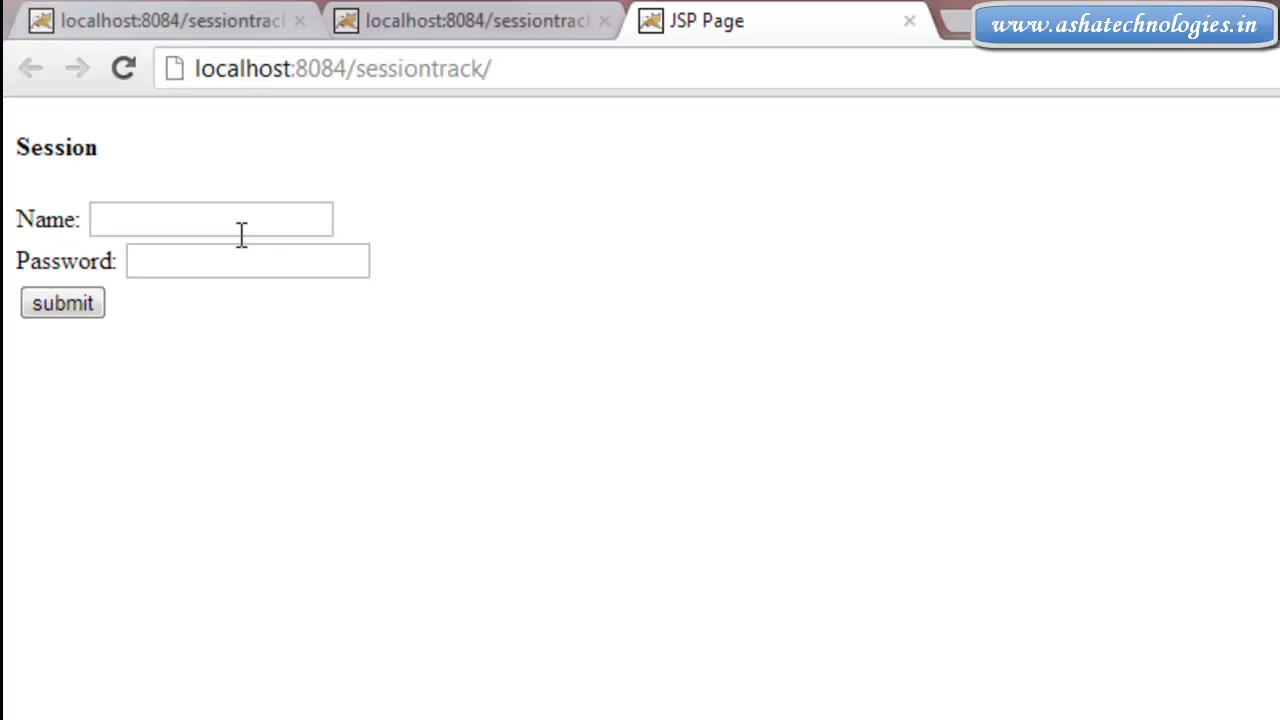 localhost:8084/sessiontrac
localhost:8084/sessiontrac
JSP Page
www.ashatechnologies.in
localhost:8084/sessiontrack/
Session
Name:
Password:
submit